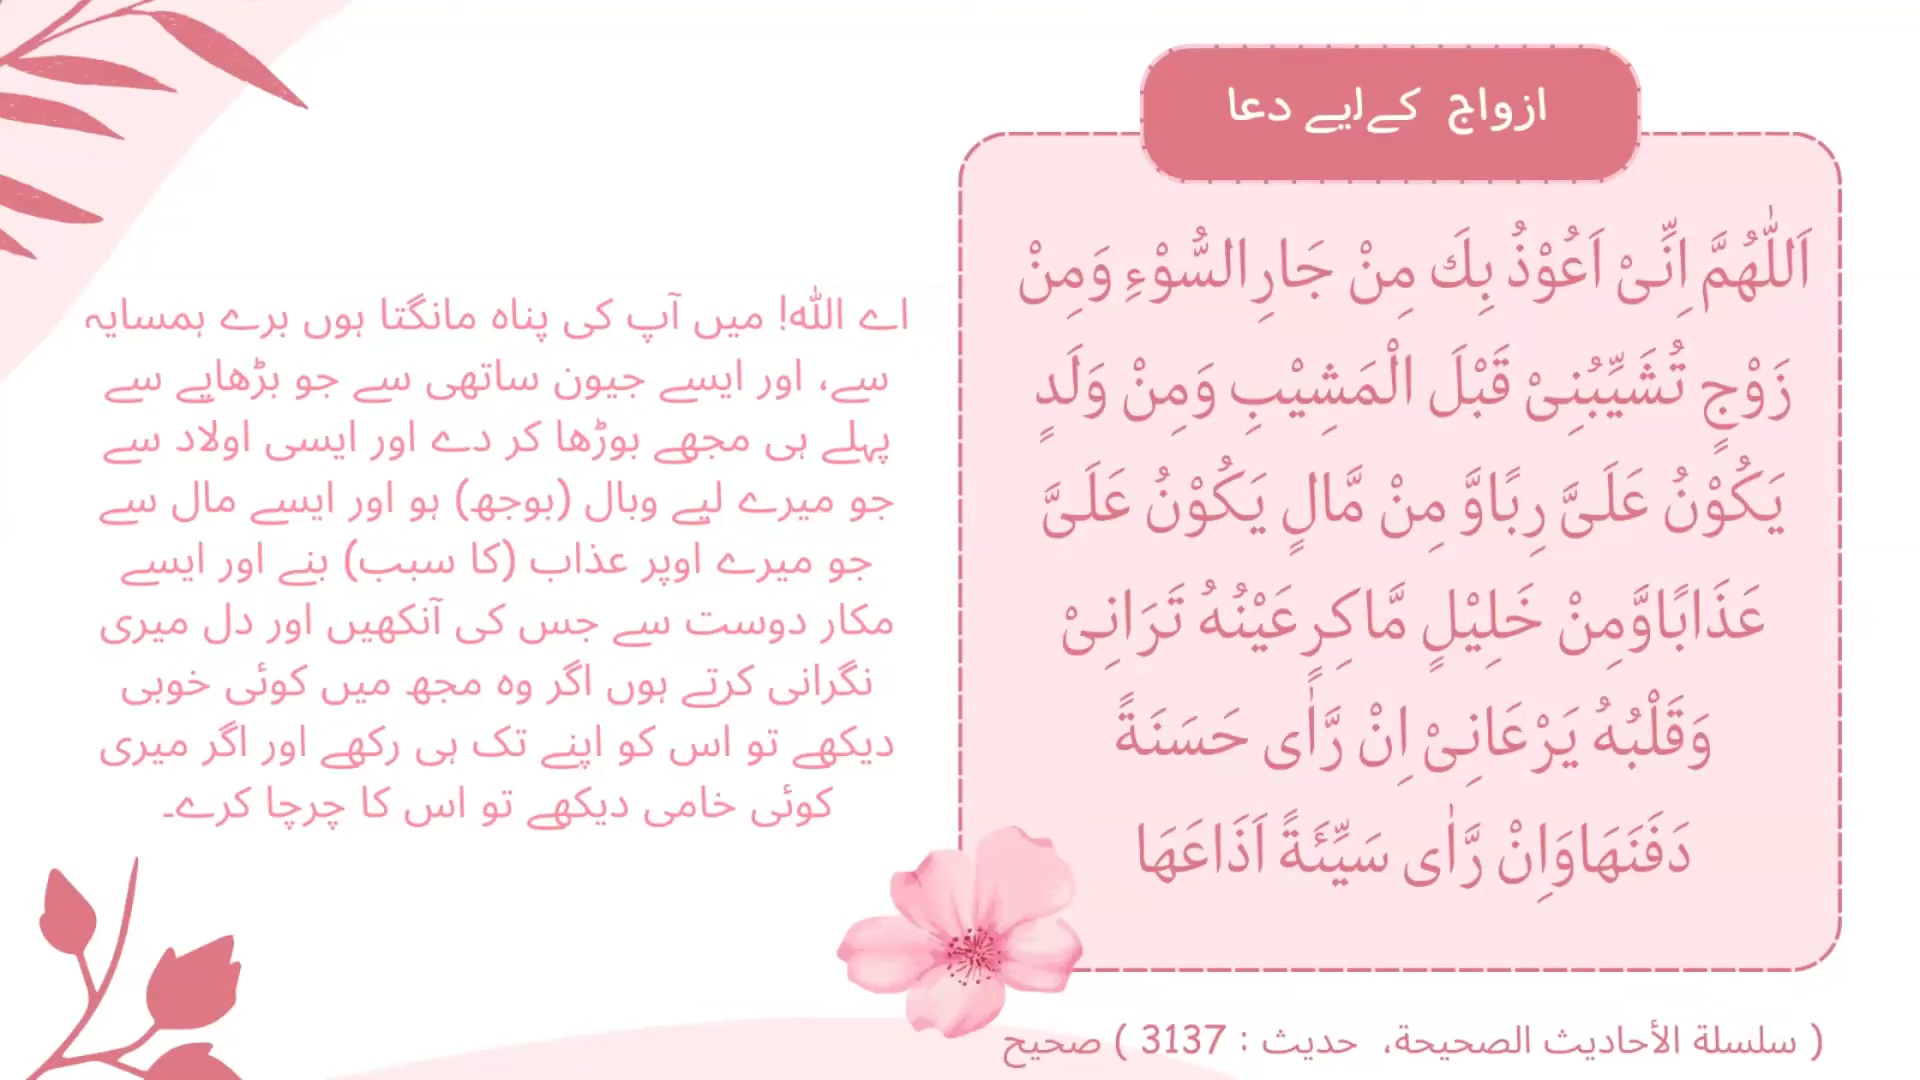 ازواج کےلیے دعا
اَللّٰهُمَّ اِنِّیْ اَعُوْذُ بِكَ مِنْ جَارِ السُّوْءِ وَمِنْ
زَوْجٍ تُشَيِّبُنِیْ قَبْلَ الْمَشِيْبِ وَمِنْ وَلَدٍ
يَكُوْنُ عَلَیَّ رِبًاوَّ مِنْ مَّالٍ يَكُوْنُ عَلَیَّ
عَذَابًاوَّمِنْ خَلِيْلٍ مَّاكِرٍ عَيْنُهُ تَرَانِیْ
وَقَلْبُهُ يَرْعَانِیْ اِنْ رَّاٰى حَسَنَةً
دَفَنَهَاوَاِنْ رَّاٰى سَيِّئَةً اَذَاعَهَا
( سلسلة الأحاديث الصحيحة، حديث : 3137 ) صحيح
اے اللّٰه! میں آپ کی پناہ مانگتا ہوں برے ہمسایہ
سے، اور ایسے جیون ساتھی سے جو بڑھاپے سے
پہلے ہی مجھے بوڑھا کر دے اور ایسی اولاد سے
جو میرے لیے وبال (بوجھ) ہو اور ایسے مال سے
جو میرے اوپر عذاب (کا سبب) بنے اور ایسے
مکار دوست سے جس کی آنکھیں اور دل میری
نگرانی کرتے ہوں اگر وہ مجھ میں کوئی خوبی
دیکھے تو اس کو اپنے تک ہی رکھے اور اگر میری
کوئی خامی دیکھے تو اس کا چرچا کرے۔